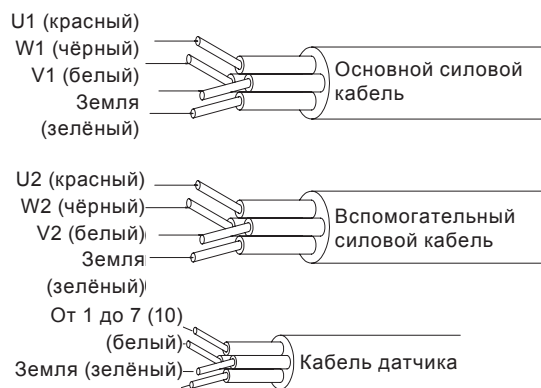 U1 (красный)
W1 (чёрный)
V1 (белый)
Земля
(зелёный)
Основной силовой
кабель
U2 (красный)
W2 (чёрный)
V2 (белый)
Земля
(зелёный)
Вспомогательный
силовой кабель
От 1 до 7 (10)
(белый)
Земля (зелёный)
Кабель датчика